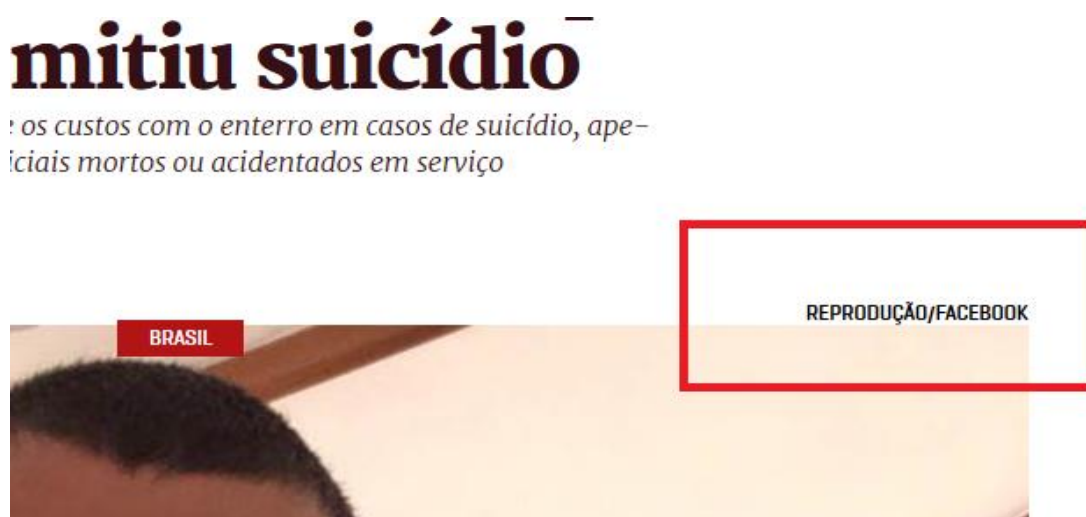 mitiu suicídio
e os custos com o enterro em casos de suicídio, ape-
iciais mortos ou acidentados em serviço
REPRODUÇÃO/FACEBOOK
BRASIL